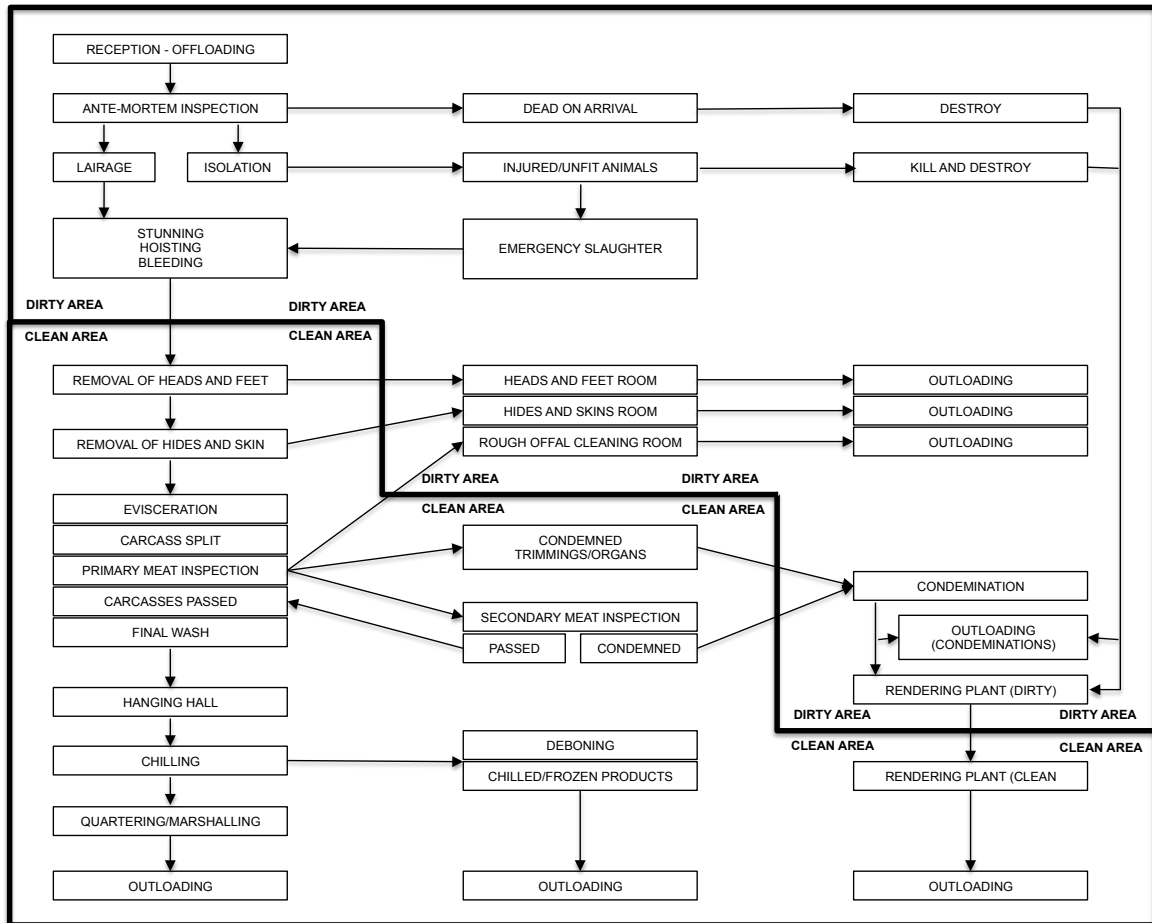 RECEPTION - OFFLOADING
ANTE-MORTEM INSPECTION
DEAD ON ARRIVAL
DESTROY
LAIRAGE
ISOLATION
INJURED/UNFIT ANIMALS
KILL AND DESTROY
STUNNING
HOISTING
BLEEDING
EMERGENCY SLAUGHTER
DIRTY AREA
DIRTY AREA
CLEAN AREA
CLEAN AREA
REMOVAL OF HEADS AND FEET
HEADS AND FEET ROOM
OUTLOADING
HIDES AND SKINS ROOM
OUTLOADING
REMOVAL OF HIDES AND SKIN
ROUGH OFFAL CLEANING ROOM
OUTLOADING
DIRTY AREA
DIRTY AREA
CLEAN AREA
CLEAN AREA
EVISCERATION
CARCASS SPLIT
CONDEMNED
TRIMMINGS/ORGANS
PRIMARY MEAT INSPECTION
CONDEMINATION
CARCASSES PASSED
SECONDARY MEAT INSPECTION
FINAL WASH
PASSED
CONDEMNED
OUTLOADING
(CONDEMINATIONS)
HANGING HALL
RENDERING PLANT (DIRTY)
DIRTY AREA
DIRTY AREA
CLEAN AREA
CLEAN AREA
DEBONING
CHILLING
CHILLED/FROZEN PRODUCTS
RENDERING PLANT (CLEAN
QUARTERING/MARSHALLING
OUTLOADING
OUTLOADING
OUTLOADING